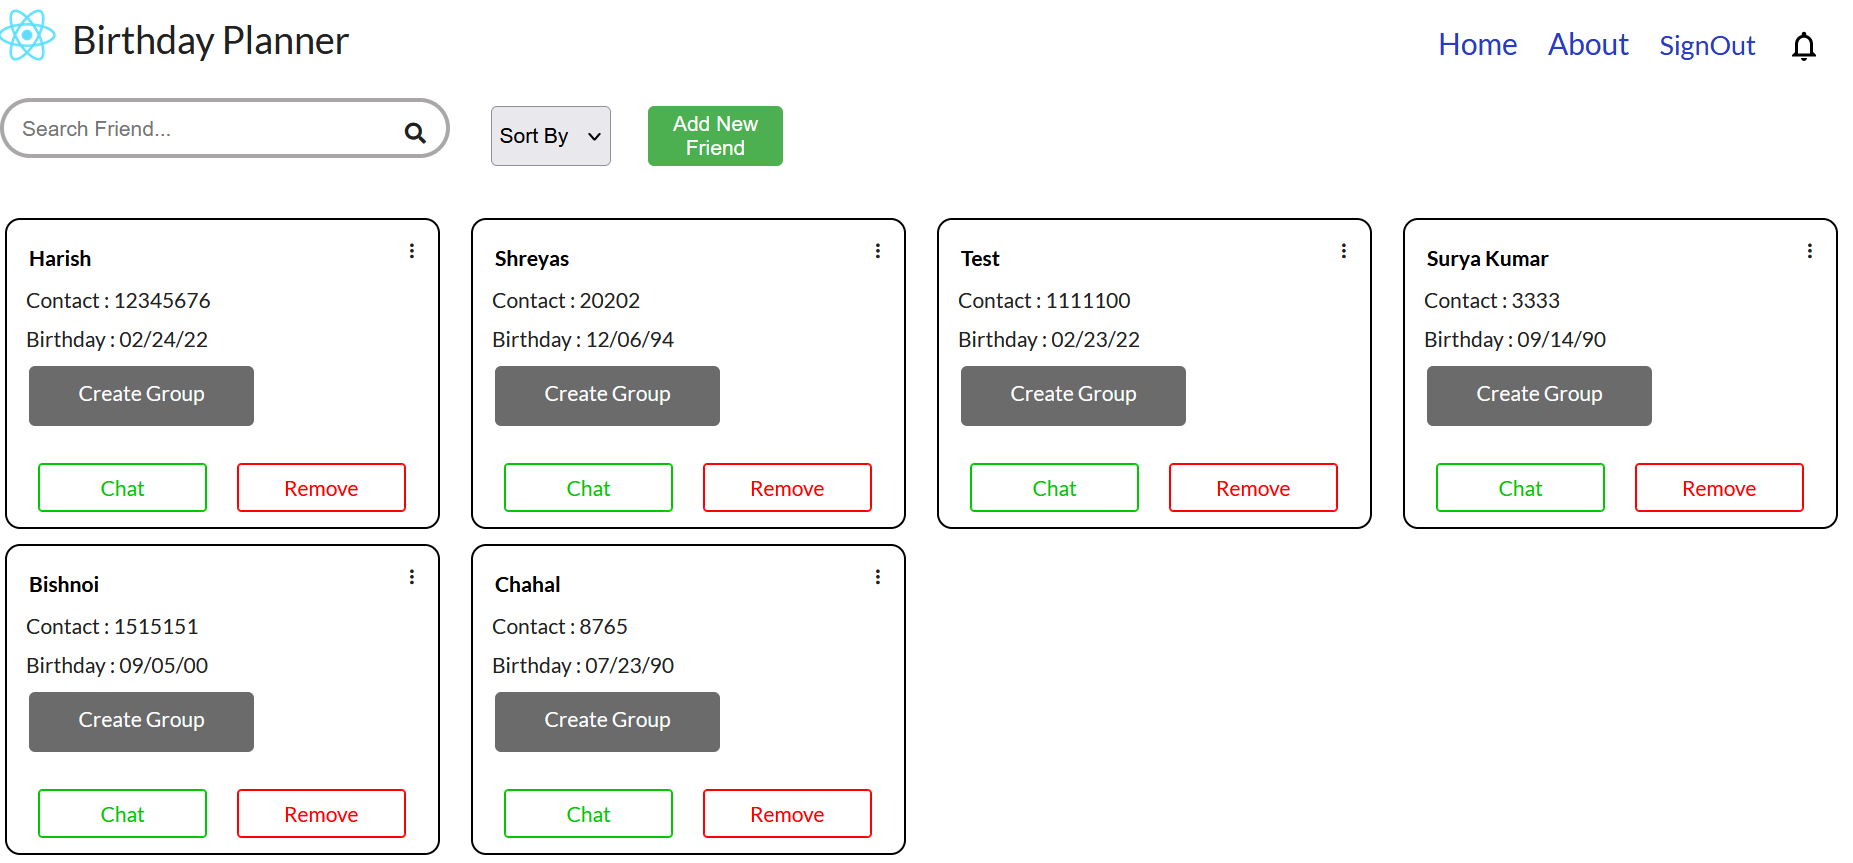 Birthday Planner
Home About SignOut
Search Friend...
Sort By
Add New
Friend
Harish
Contact : 12345676
Birthday : 02/24/22
Create Group
Chat Remove
Shreyas
Contact : 20202
Birthday : 12/06/94
Create Group
Chat Remove
Test
Contact : 1111100
Birthday : 02/23/22
Create Group
Chat Remove
Surya Kumar
Contact : 3333
Birthday : 09/14/90
Create Group
Chat Remove
Bishnoi
Contact : 1515151
Birthday : 09/05/00
Create Group
Chat Remove
Chahal
Contact : 8765
Birthday : 07/23/90
Create Group
Chat Remove